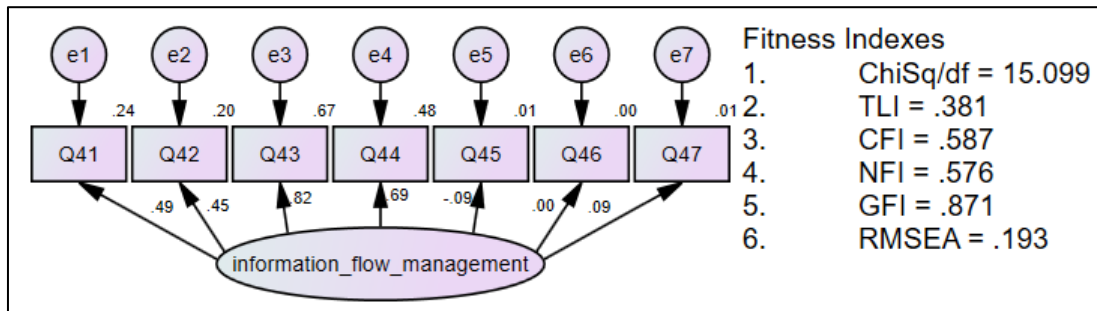 e1 e2 e3 e4 e5 e6 e7
.24 .20 .67 .48 .01 .00 .01
Q41 Q42 Q43 Q44 Q45 Q46 Q47
.49 .45 .82 .69 -.09 .00 .09
information_flow_management
Fitness Indexes
1. ChiSq/df = 15.099
2. TLI = .381
3. CFI = .587
4. NFI = .576
5. GFI = .871
6. RMSEA = .193